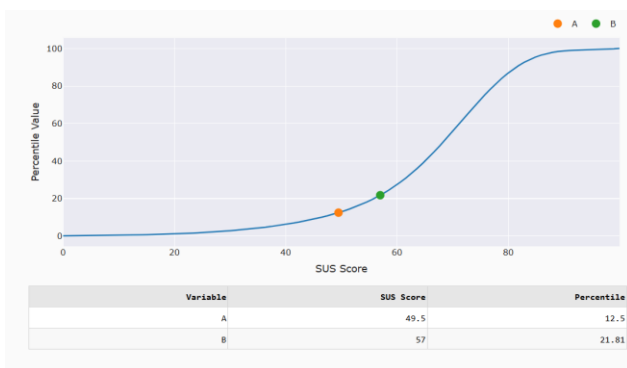 A B
100
80
60
40
20
0
Percentile Value
0 20 40 60 80
SUS Score
Variable SUS Score Percentile
A 49.5 12.5
B 57 21.81